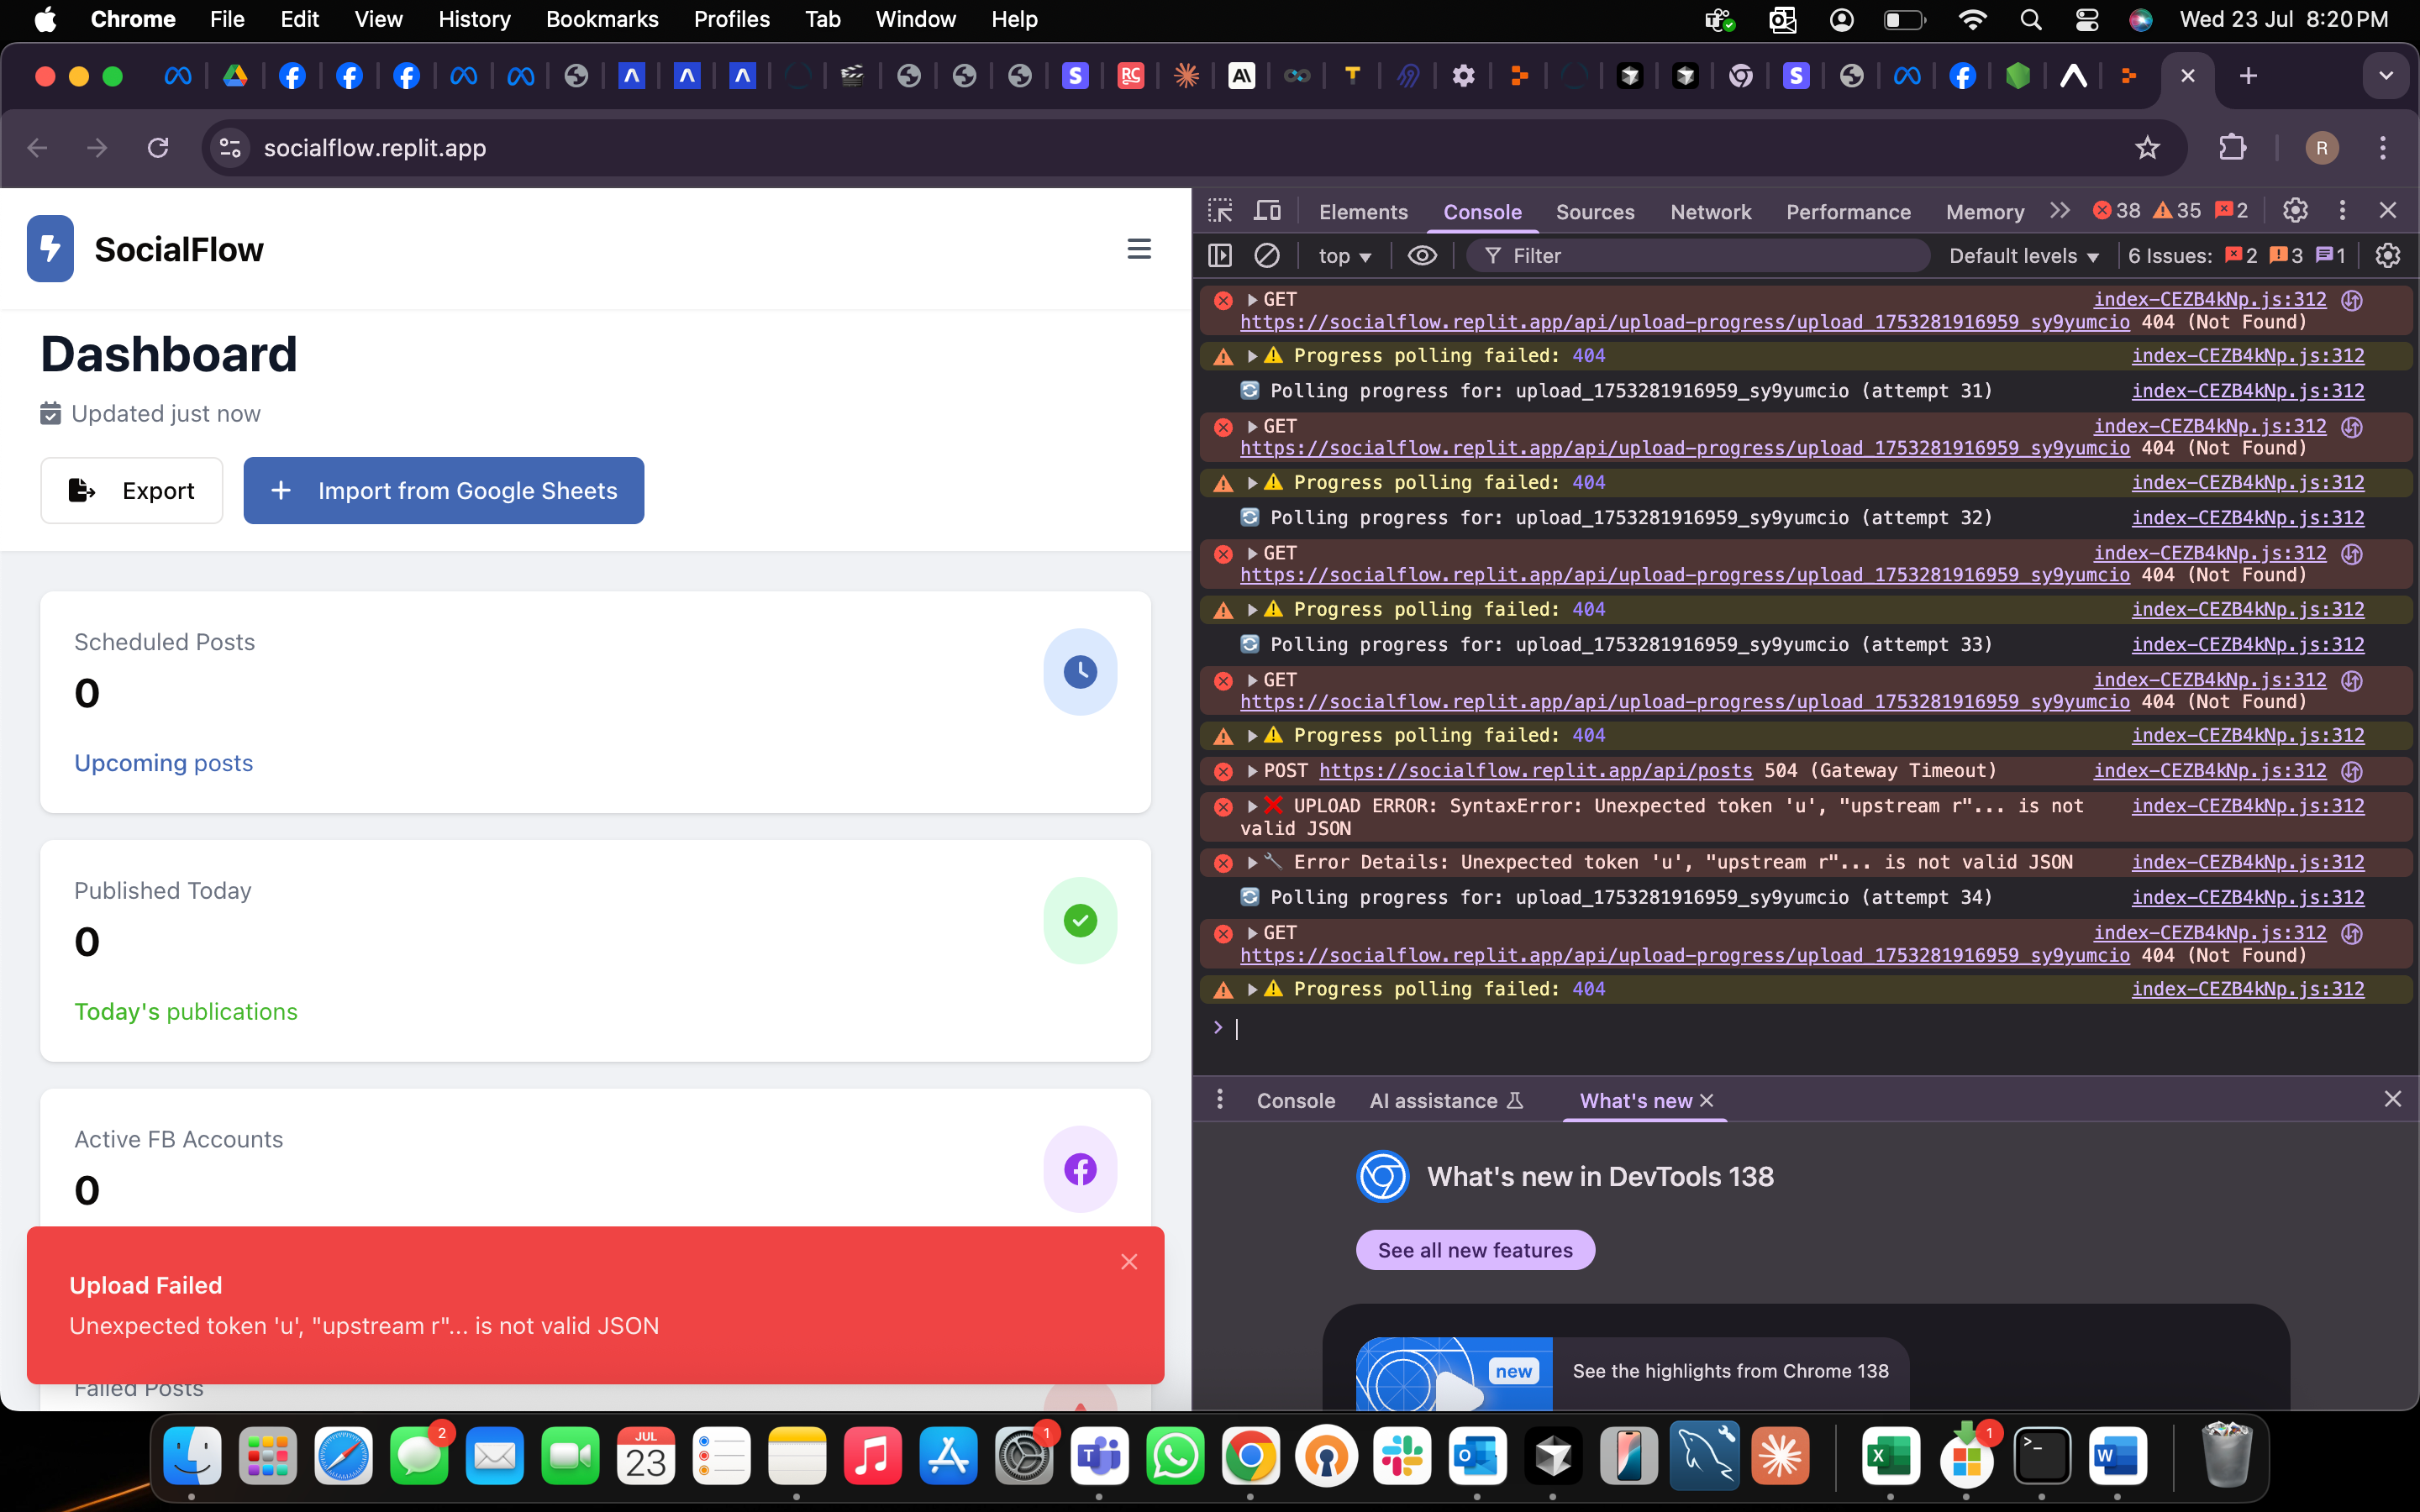 Chrome File Edit View History Bookmarks Profiles Tab Window Help Wed 23 Jul 8:20 PM
socialflow.replit.app
R
SocialFlow
Dashboard
Updated just now
Export
Import from Google Sheets
Scheduled Posts
0
Upcoming posts
Published Today
0
Today's publications
Active FB Accounts
0
Upload Failed
Unexpected token 'u', "upstream r"... is not valid JSON
Failed Posts
Elements Console Sources Network Performance Memory 38 35 2
top Filter Default levels 6 Issues: 2 3 1
GET index-CEZB4kNp.js:312
https://socialflow.replit.app/api/upload-progress/upload_1753281916959_sy9yumcio 404 (Not Found)
Progress polling failed: 404 index-CEZB4kNp.js:312
Polling progress for: upload_1753281916959_sy9yumcio (attempt 31) index-CEZB4kNp.js:312
GET index-CEZB4kNp.js:312
https://socialflow.replit.app/api/upload-progress/upload_1753281916959_sy9yumcio 404 (Not Found)
Progress polling failed: 404 index-CEZB4kNp.js:312
Polling progress for: upload_1753281916959_sy9yumcio (attempt 32) index-CEZB4kNp.js:312
GET index-CEZB4kNp.js:312
https://socialflow.replit.app/api/upload-progress/upload_1753281916959_sy9yumcio 404 (Not Found)
Progress polling failed: 404 index-CEZB4kNp.js:312
Polling progress for: upload_1753281916959_sy9yumcio (attempt 33) index-CEZB4kNp.js:312
GET index-CEZB4kNp.js:312
https://socialflow.replit.app/api/upload-progress/upload_1753281916959_sy9yumcio 404 (Not Found)
Progress polling failed: 404 index-CEZB4kNp.js:312
POST https://socialflow.replit.app/api/posts 504 (Gateway Timeout) index-CEZB4kNp.js:312
UPLOAD ERROR: SyntaxError: Unexpected token 'u', "upstream r"... is not index-CEZB4kNp.js:312
valid JSON
Error Details: Unexpected token 'u', "upstream r"... is not valid JSON index-CEZB4kNp.js:312
Polling progress for: upload_1753281916959_sy9yumcio (attempt 34) index-CEZB4kNp.js:312
GET index-CEZB4kNp.js:312
https://socialflow.replit.app/api/upload-progress/upload_1753281916959_sy9yumcio 404 (Not Found)
Progress polling failed: 404 index-CEZB4kNp.js:312
Console AI assistance What's new
What's new in DevTools 138
See all new features
new See the highlights from Chrome 138
2 JUL 23 1 1